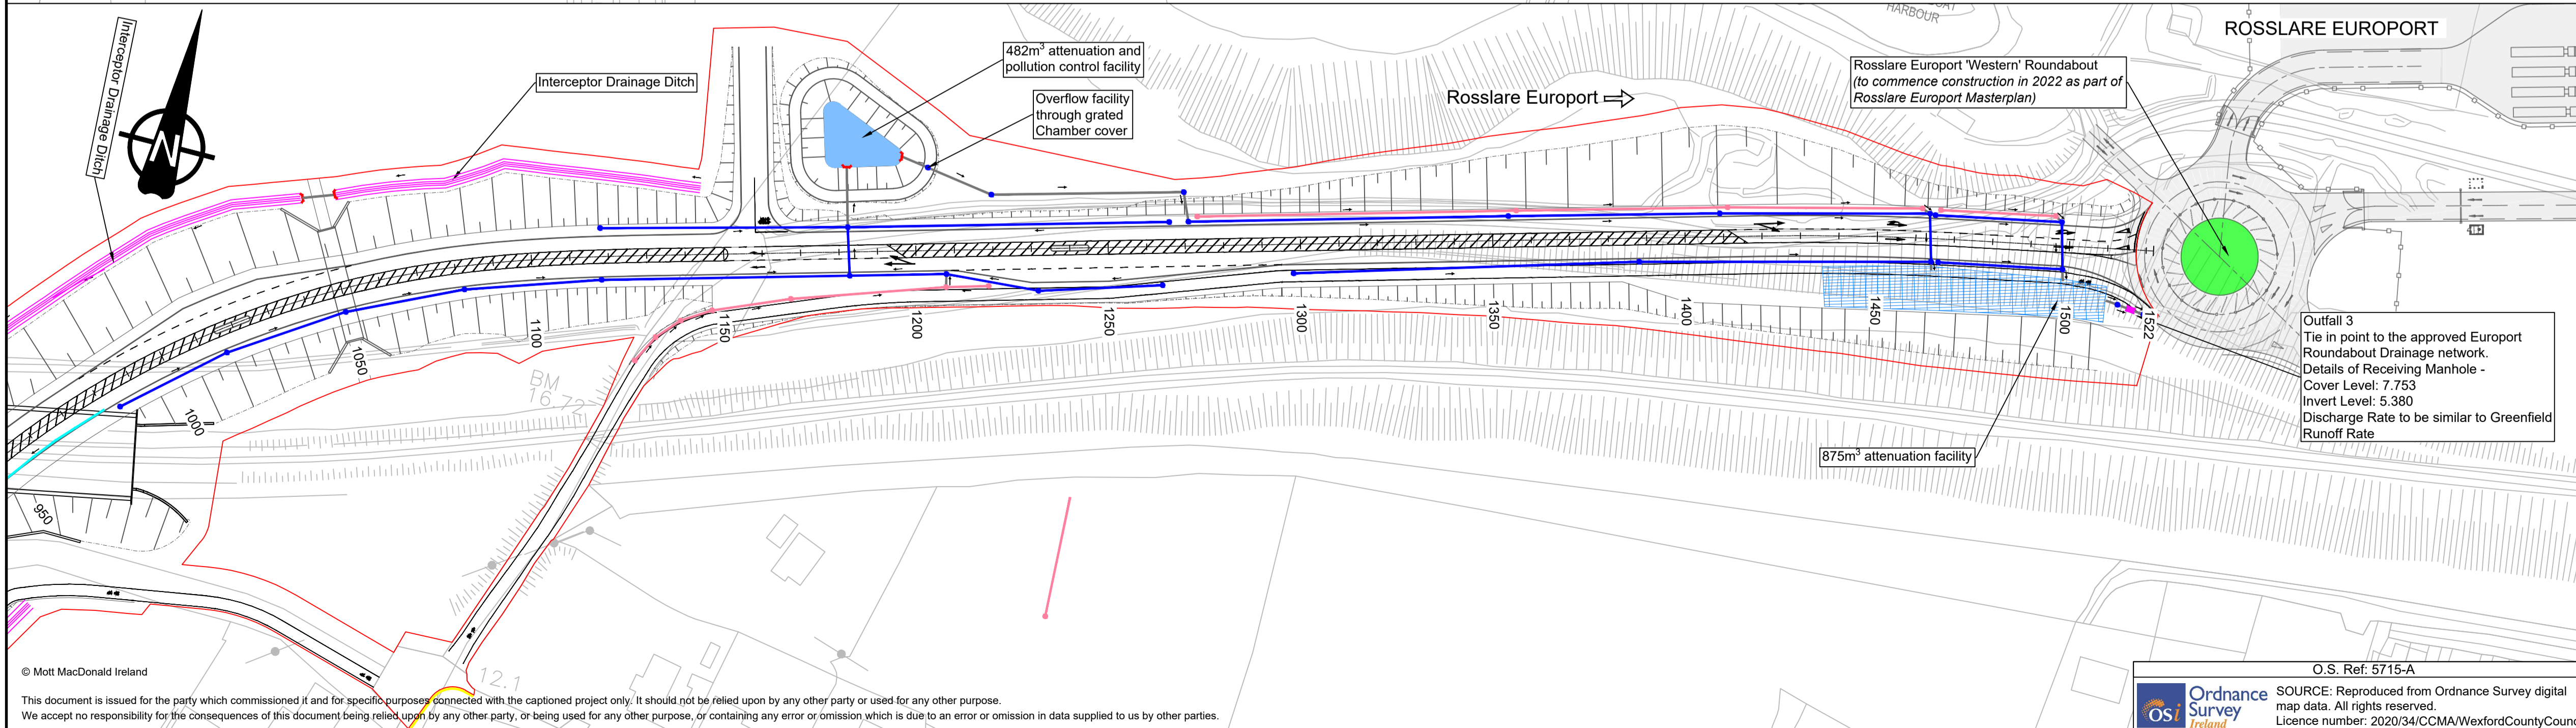 HARBOUR
ROSSLARE EUROPORT
Interceptor Drainage Ditch
Interceptor Drainage Ditch
482m³ attenuation and
pollution control facility
Overflow facility
through grated
Chamber cover
Rosslare Europort
Rosslare Europort 'Western' Roundabout
(to commence construction in 2022 as part of
Rosslare Europort Masterplan)
N
950
1000
1050
1100
1150
1200
1250
1300
1350
1400
1450
1500
1522
BM
16.72
12.1
Outfall 3
Tie in point to the approved Europort
Roundabout Drainage network.
Details of Receiving Manhole -
Cover Level: 7.753
Invert Level: 5.380
Discharge Rate to be similar to Greenfield
Runoff Rate
875m³ attenuation facility
© Mott MacDonald Ireland
This document is issued for the party which commissioned it and for specific purposes connected with the captioned project only. It should not be relied upon by any other party or used for any other purpose.
We accept no responsibility for the consequences of this document being relied upon by any other party, or being used for any other purpose, or containing any error or omission which is due to an error or omission in data supplied to us by other parties.
O.S. Ref: 5715-A
OSi
Ordnance
Survey
Ireland
SOURCE: Reproduced from Ordnance Survey digital
map data. All rights reserved.
Licence number: 2020/34/CCMA/WexfordCountyCoun